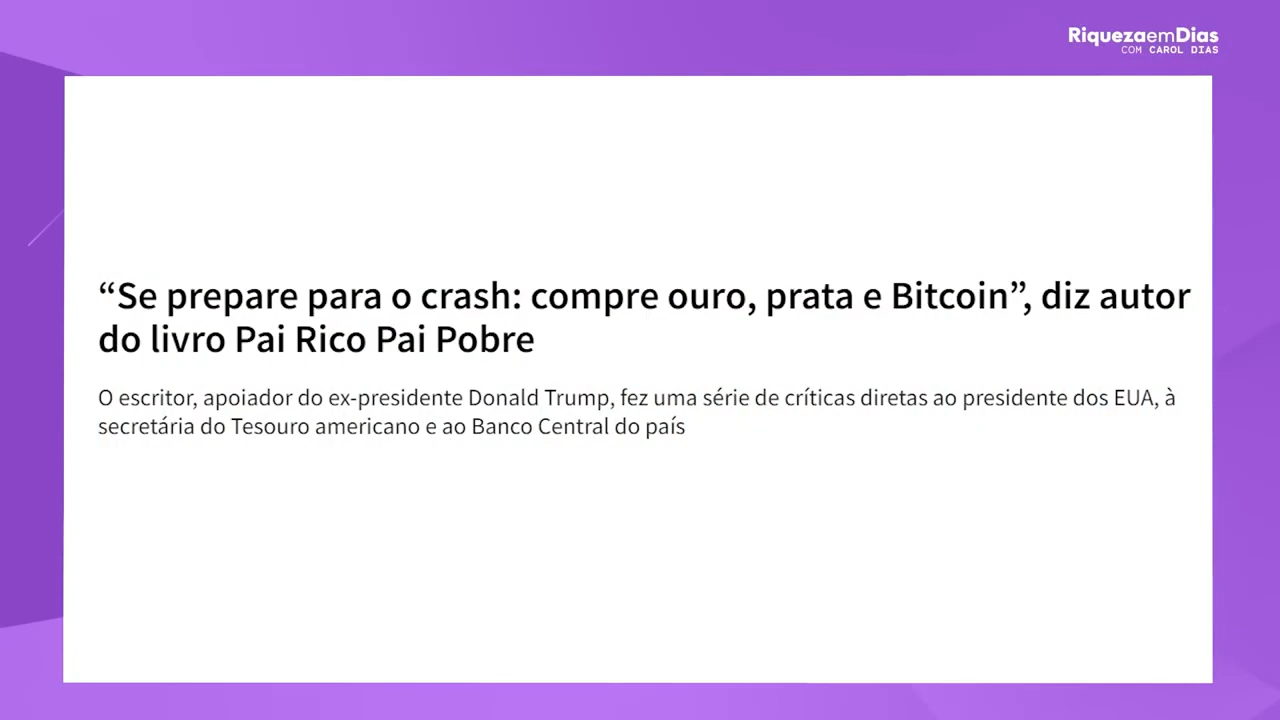 RiquezaemDias
COM CAROL DIAS
“Se prepare para o crash: compre ouro, prata e Bitcoin”, diz autor
do livro Pai Rico Pai Pobre
O escritor, apoiador do ex-presidente Donald Trump, fez uma série de críticas diretas ao presidente dos EUA, à
secretária do Tesouro americano e ao Banco Central do país